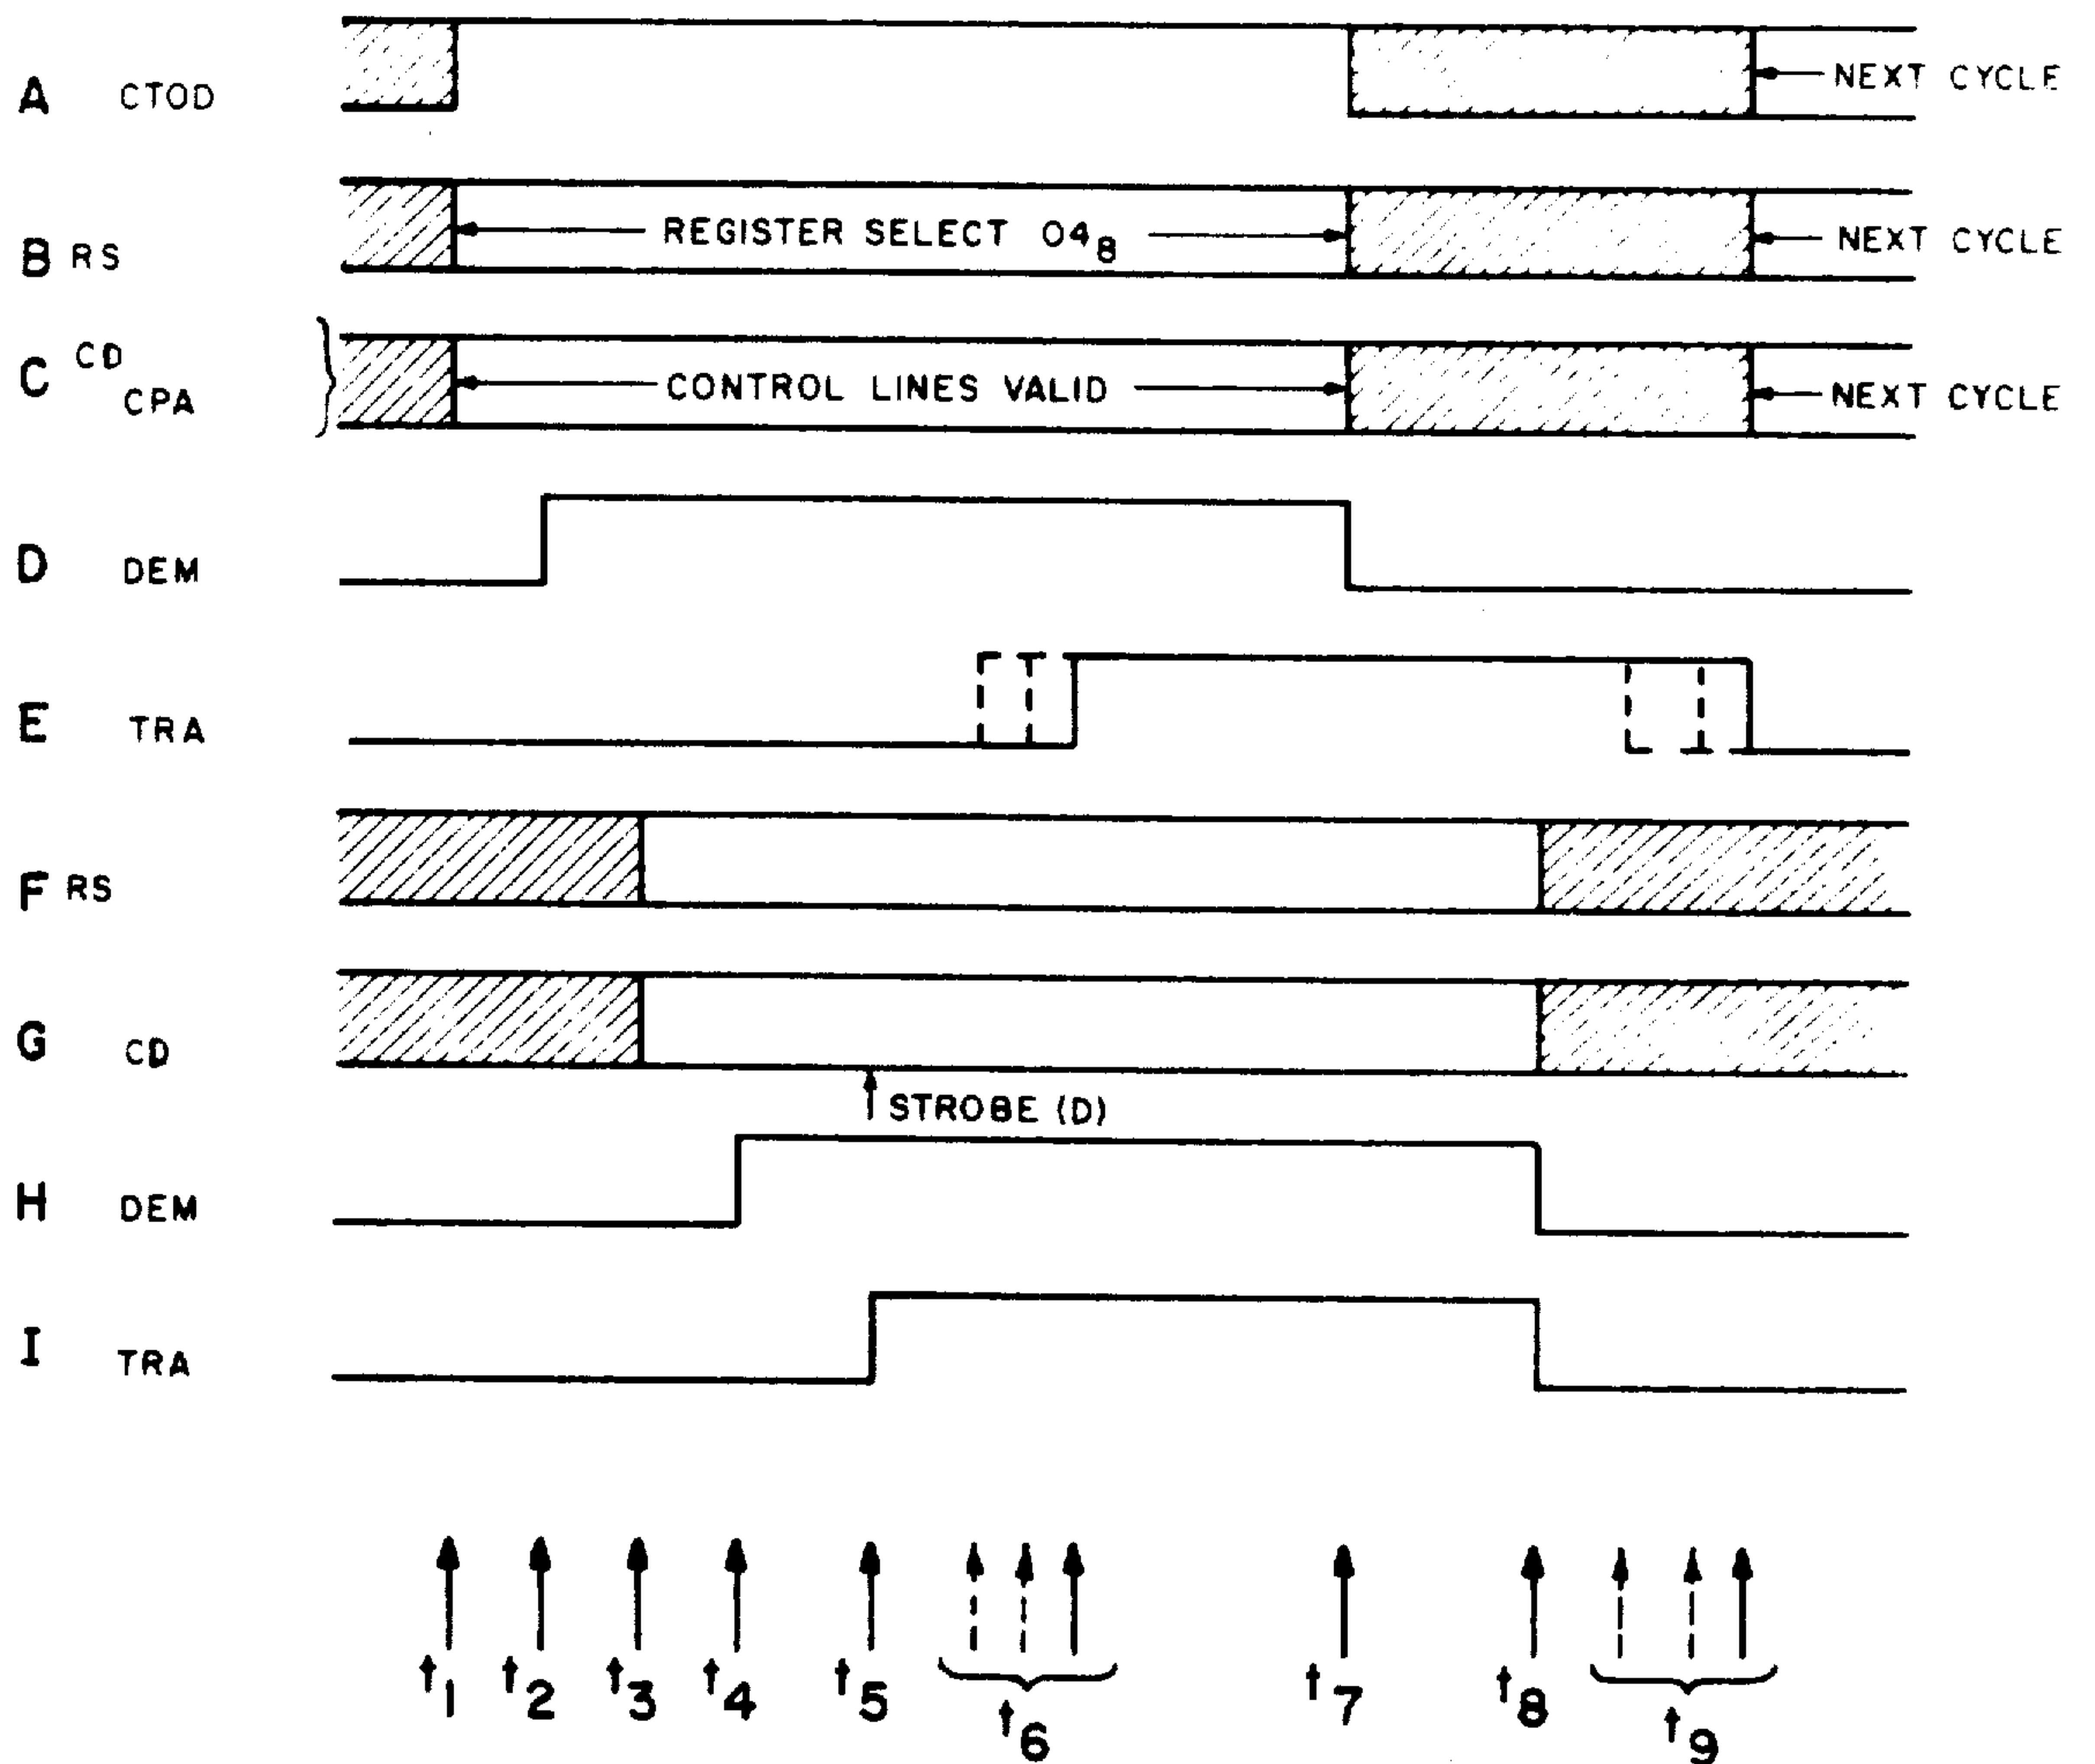 A CTOD NEXT CYCLE
B RS REGISTER SELECT 04₈ NEXT CYCLE
C CD CPA CONTROL LINES VALID NEXT CYCLE
D DEM
E TRA
F RS
G CD
STROBE (D)
H DEM
I TRA
t₁ t₂ t₃ t₄ t₅ t₆ t₇ t₈ t₉